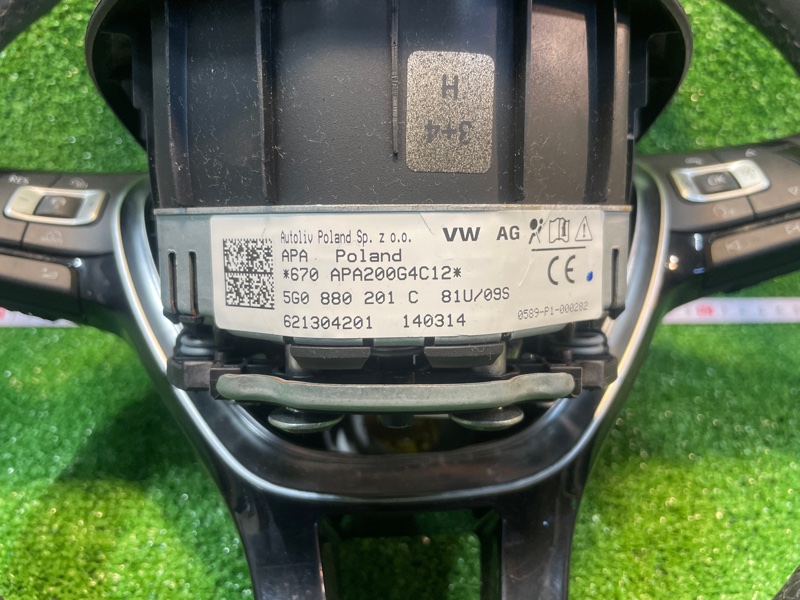 H
3+4
Autoliv Poland Sp. z o.o. VW AG
APA Poland
*670 APA200G4C12*
CE
5G0 880 201 C 81U/09S
621304201 140314
0589-P1-000282
OK